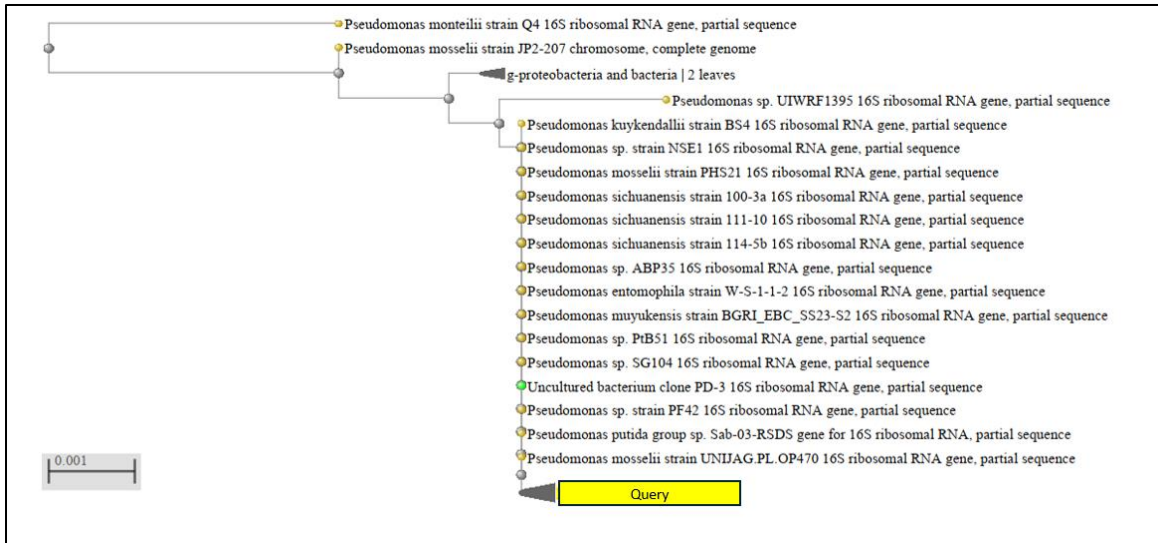 Pseudomonas monteilii strain Q4 16S ribosomal RNA gene, partial sequence
Pseudomonas mosselii strain JP2-207 chromosome, complete genome
g-proteobacteria and bacteria | 2 leaves
Pseudomonas sp. UIWRF1395 16S ribosomal RNA gene, partial sequence
Pseudomonas kuykendallii strain BS4 16S ribosomal RNA gene, partial sequence
Pseudomonas sp. strain NSE1 16S ribosomal RNA gene, partial sequence
Pseudomonas mosselii strain PHS21 16S ribosomal RNA gene, partial sequence
Pseudomonas sichuanensis strain 100-3a 16S ribosomal RNA gene, partial sequence
Pseudomonas sichuanensis strain 111-10 16S ribosomal RNA gene, partial sequence
Pseudomonas sichuanensis strain 114-5b 16S ribosomal RNA gene, partial sequence
Pseudomonas sp. ABP35 16S ribosomal RNA gene, partial sequence
Pseudomonas entomophila strain W-S-1-1-2 16S ribosomal RNA gene, partial sequence
Pseudomonas muyukensis strain BGRI_EBC_SS23-S2 16S ribosomal RNA gene, partial sequence
Pseudomonas sp. PtB51 16S ribosomal RNA gene, partial sequence
Pseudomonas sp. SG104 16S ribosomal RNA gene, partial sequence
Uncultured bacterium clone PD-3 16S ribosomal RNA gene, partial sequence
Pseudomonas sp. strain PF42 16S ribosomal RNA gene, partial sequence
Pseudomonas putida group sp. Sab-03-RSDS gene for 16S ribosomal RNA, partial sequence
Pseudomonas mosselii strain UNIJAG.PL.OP470 16S ribosomal RNA gene, partial sequence
0.001
Query